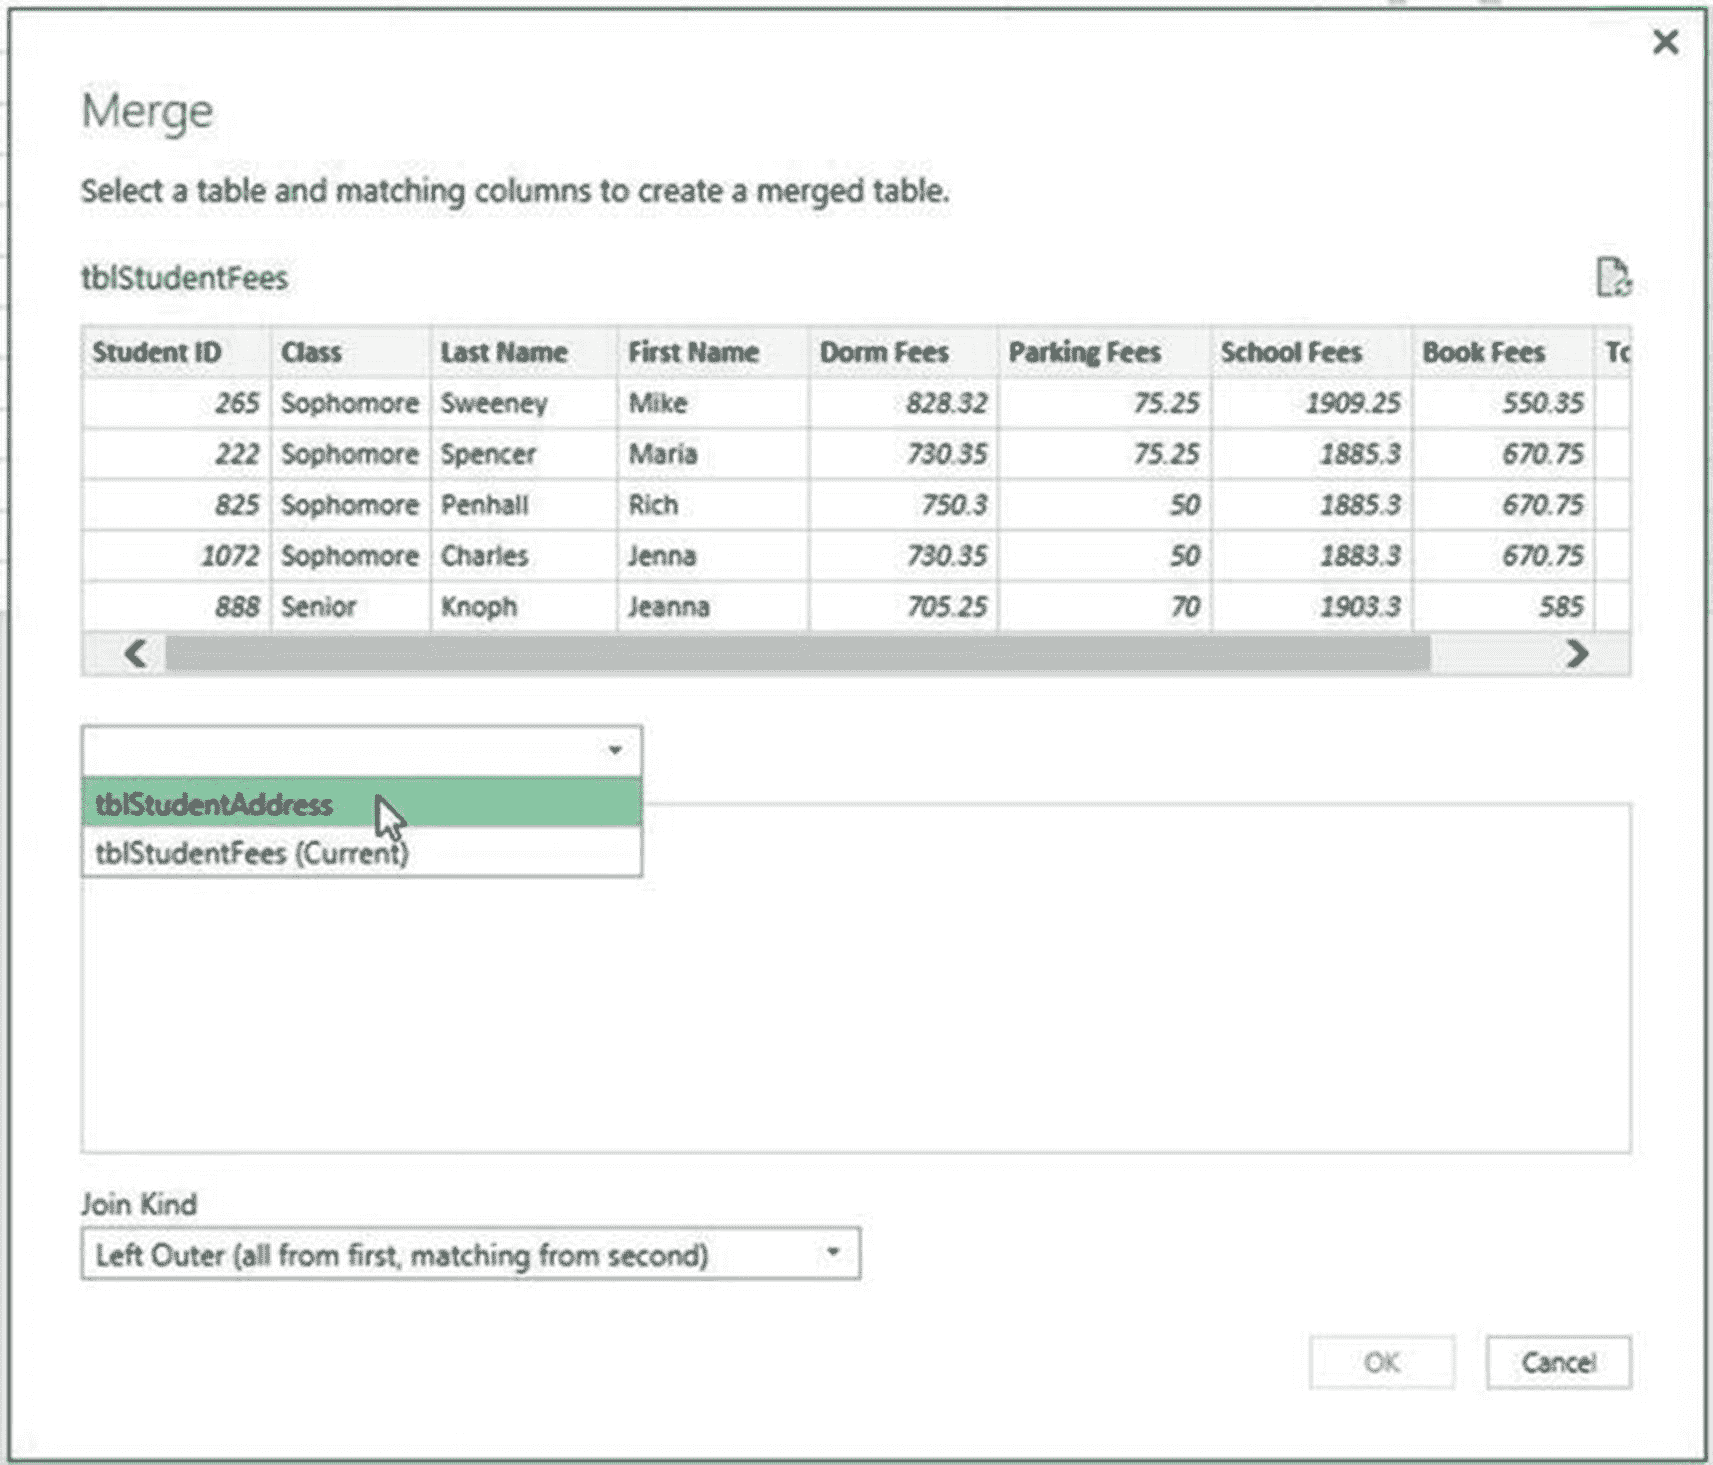 Merge
Select a table and matching columns to create a merged table.
tblStudentFees
Student ID Class Last Name First Name Dorm Fees Parking Fees School Fees Book Fees
265 Sophomore Sweeney Mike 828.32 75.25 1909.25 550.35
222 Sophomore Spencer Maria 730.35 75.25 1885.3 670.75
825 Sophomore Penhall Rich 750.3 50 1885.3 670.75
1072 Sophomore Charles Jenna 730.35 50 1883.3 670.75
888 Senior Knoph Jeanna 705.25 70 1903.3 585
tblStudentAddress
tblStudentFees (Current)
Join Kind
Left Outer (all from first, matching from second)
OK Cancel